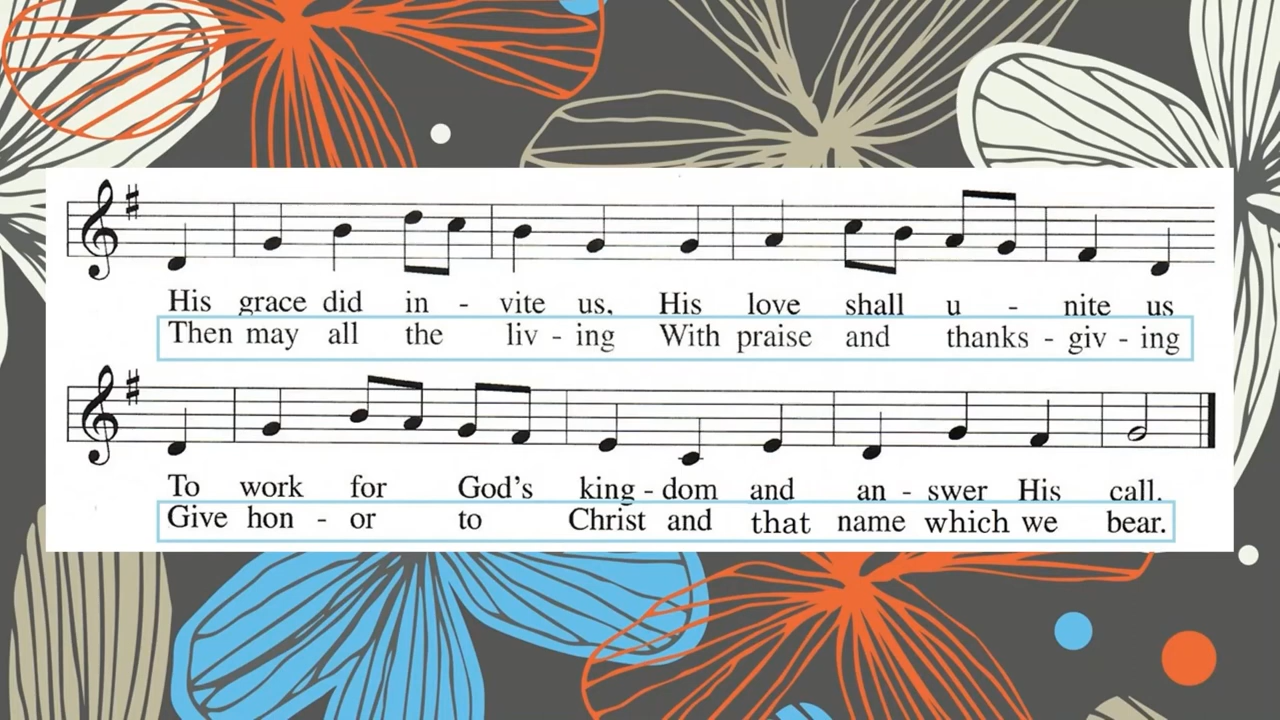 His grace did in - vite us, His love shall u - nite us
Then may all the liv - ing With praise and thanks - giv - ing
To work for God's king - dom and an - swer His call.
Give hon - or to Christ and that name which we bear.